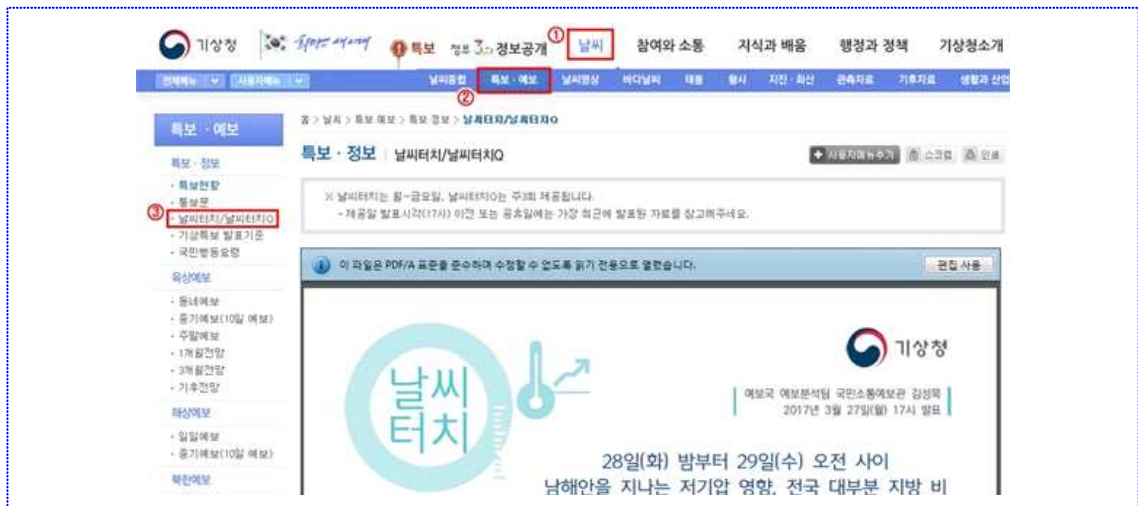 기상청 특보 정부3.0 정보공개 ① 날씨 참여와 소통 지식과 배움 행정과 정책 기상청소개
전체메뉴 사용자메뉴 날씨종합 특보·예보 날씨영상 바다날씨 태풍 황사 지진·화산 관측자료 기후자료 생활과 산업
②
특보·예보
홈 > 날씨 > 특보·예보 > 특보·정보 > 날씨터치/날씨터치Q
특보·정보 날씨터치/날씨터치Q
사용자메뉴추가 스크랩 인쇄
특보·정보
· 특보현황
· 통보문
③ · 날씨터치/날씨터치Q
· 기상특보 발표기준
· 국민행동요령
※ 날씨터치는 월~금요일, 날씨터치Q는 주3회 제공됩니다.
- 제공일 발표시각(17시) 이전 또는 공휴일에는 가장 최근에 발표된 자료를 참고해주세요.
육상예보
· 동네예보
· 중기예보(10일 예보)
· 주말예보
· 1개월전망
· 3개월전망
· 기후전망
해상예보
· 일일예보
· 중기예보(10일 예보)
북한예보
이 파일은 PDF/A 표준을 준수하며 수정할 수 없도록 읽기 전용으로 열렸습니다. 편집 사용
날씨
터치
기상청
예보국 예보분석팀 국민소통예보관 김성묵
2017년 3월 27일(월) 17시 발표
28일(화) 밤부터 29일(수) 오전 사이
남해안을 지나는 저기압 영향, 전국 대부분 지방 비